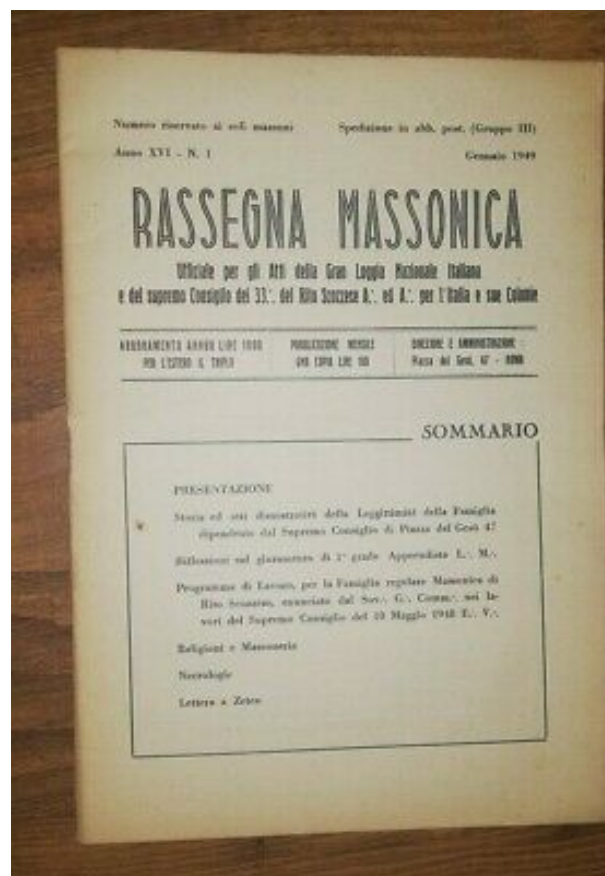 Numero riservato ai soli massoni Spedizione in abb. post. (Gruppo III)
Anno XVI - N. 1 Gennaio 1949
RASSEGNA MASSONICA
Ufficiale per gli Atti della Gran Loggia Nazionale Italiana
e del supremo Consiglio dei 33.·. del Rito Scozzese A.·. ed A.·. per l'Italia e sue Colonie
ABBONAMENTO ANNUO LIRE 1000 PUBBLICAZIONE MENSILE DIREZIONE E AMMINISTRAZIONE
PER L'ESTERO IL TRIPLO UNA COPIA LIRE 100 Piazza del Gesù, 47 - ROMA
SOMMARIO
PRESENTAZIONE
Storia ed atti dimostrativi della Leggittimità della Famiglia
dipendente dal Supremo Consiglio di Piazza del Gesù 47
Riflessioni sul giuramento di 1° grado Apprendista L.·. M.·.
Programma di Lavoro, per la Famiglia regolare Massonica di
Rito Scozzese, enunciato dal Sov.·. G.·. Comm.·. nei la-
vori del Supremo Consiglio del 10 Maggio 1948 E.·. V.·.
Religioni e Massoneria
Necrologie
Lettera a Zeteo